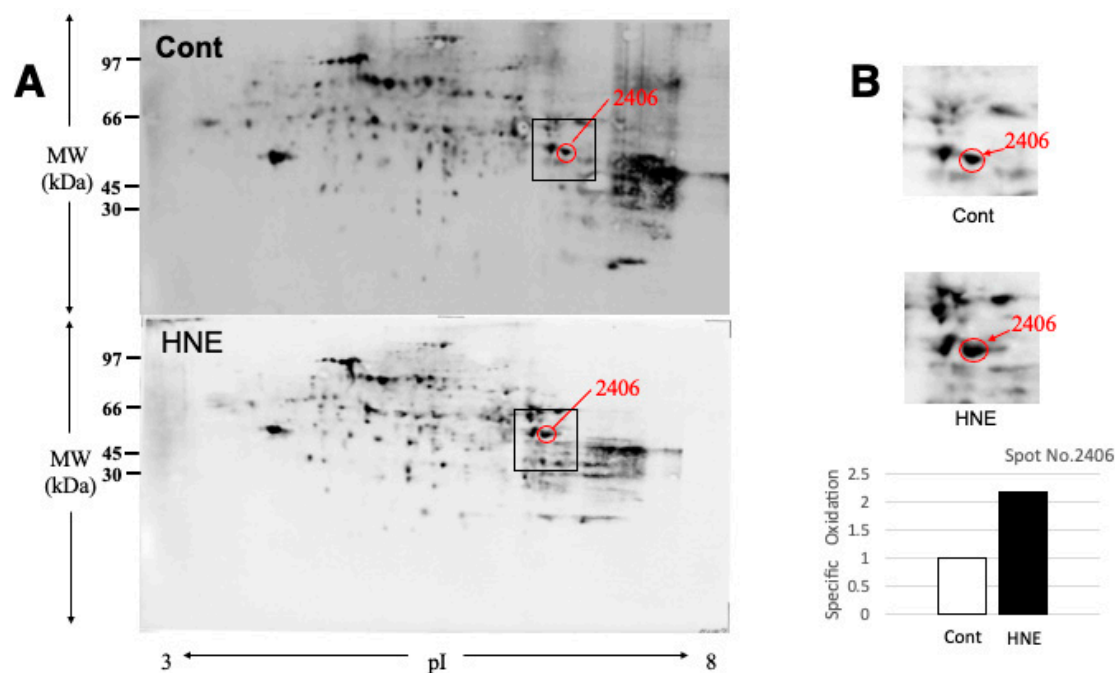 A
Cont
97
66
45
30
MW
(kDa)
2406
HNE
97
66
45
30
MW
(kDa)
2406
3
pI
8
B
2406
Cont
2406
HNE
Spot No.2406
Specific Oxidation
2.5
2
1.5
1
0.5
0
Cont
HNE